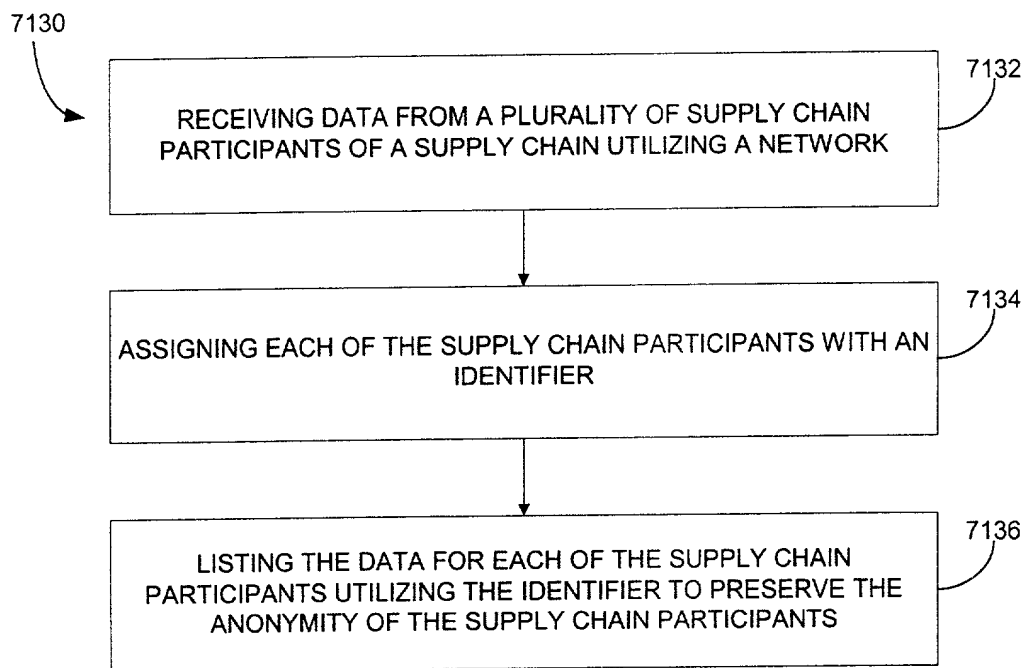 7130
7132
RECEIVING DATA FROM A PLURALITY OF SUPPLY CHAIN
PARTICIPANTS OF A SUPPLY CHAIN UTILIZING A NETWORK
7134
ASSIGNING EACH OF THE SUPPLY CHAIN PARTICIPANTS WITH AN
IDENTIFIER
7136
LISTING THE DATA FOR EACH OF THE SUPPLY CHAIN
PARTICIPANTS UTILIZING THE IDENTIFIER TO PRESERVE THE
ANONYMITY OF THE SUPPLY CHAIN PARTICIPANTS